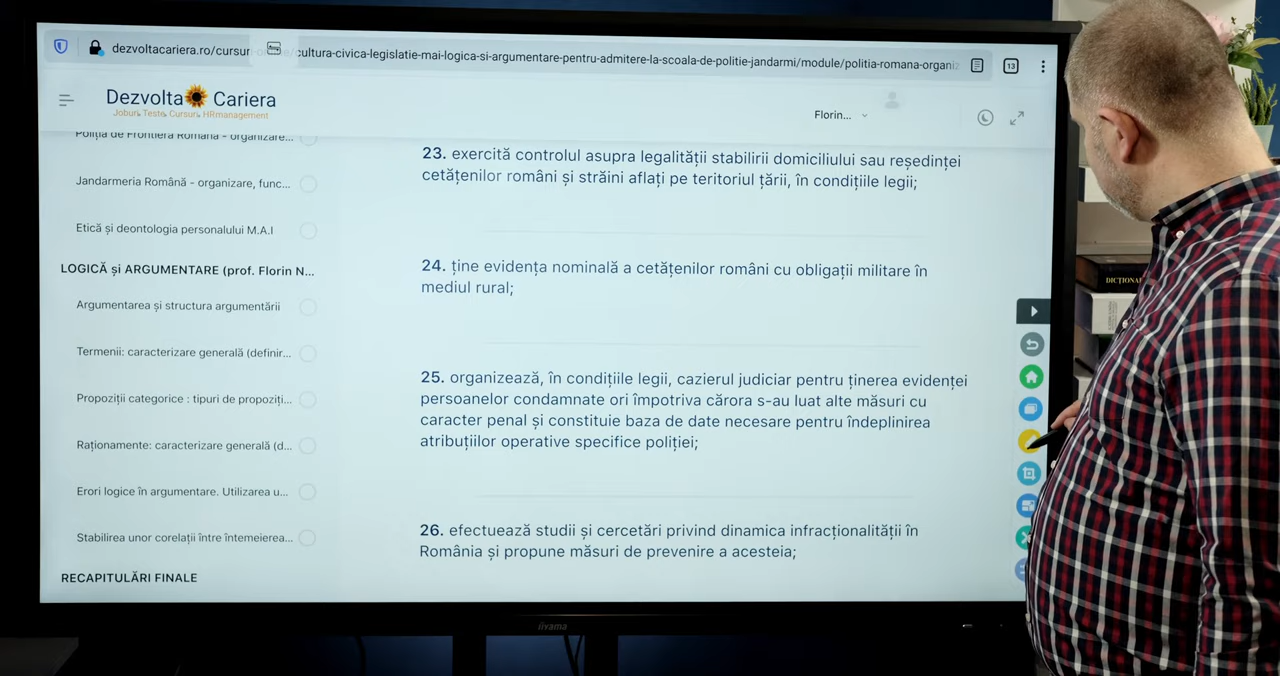 dezvoltacariera.ro/cursuri-online/cultura-civica-legislatie-mai-logica-si-argumentare-pentru-admitere-la-scoala-de-politie-jandarmi/module/politia-romana-organiz
13
Dezvoltă Cariera
Joburi, Teste, Cursuri, HRmanagement
Florin...
Poliția de Frontieră Română - organizare...
Jandarmeria Română - organizare, func...
Etică și deontologia personalului M.A.I
LOGICĂ și ARGUMENTARE (prof. Florin N...
Argumentarea și structura argumentării
Termenii: caracterizare generală (definir...
Propoziții categorice : tipuri de propoziți...
Raționamente: caracterizare generală (d...
Erori logice în argumentare. Utilizarea u...
Stabilirea unor corelații între întemeierea...
RECAPITULĂRI FINALE
23. exercită controlul asupra legalității stabilirii domiciliului sau reședinței
cetățenilor români și străini aflați pe teritoriul țării, în condițiile legii;
24. ține evidența nominală a cetățenilor români cu obligații militare în
mediul rural;
25. organizează, în condițiile legii, cazierul judiciar pentru ținerea evidenței
persoanelor condamnate ori împotriva cărora s-au luat alte măsuri cu
caracter penal și constituie baza de date necesare pentru îndeplinirea
atribuțiilor operative specifice poliției;
26. efectuează studii și cercetări privind dinamica infracționalității în
România și propune măsuri de prevenire a acesteia;
DICȚIONA
iiyama